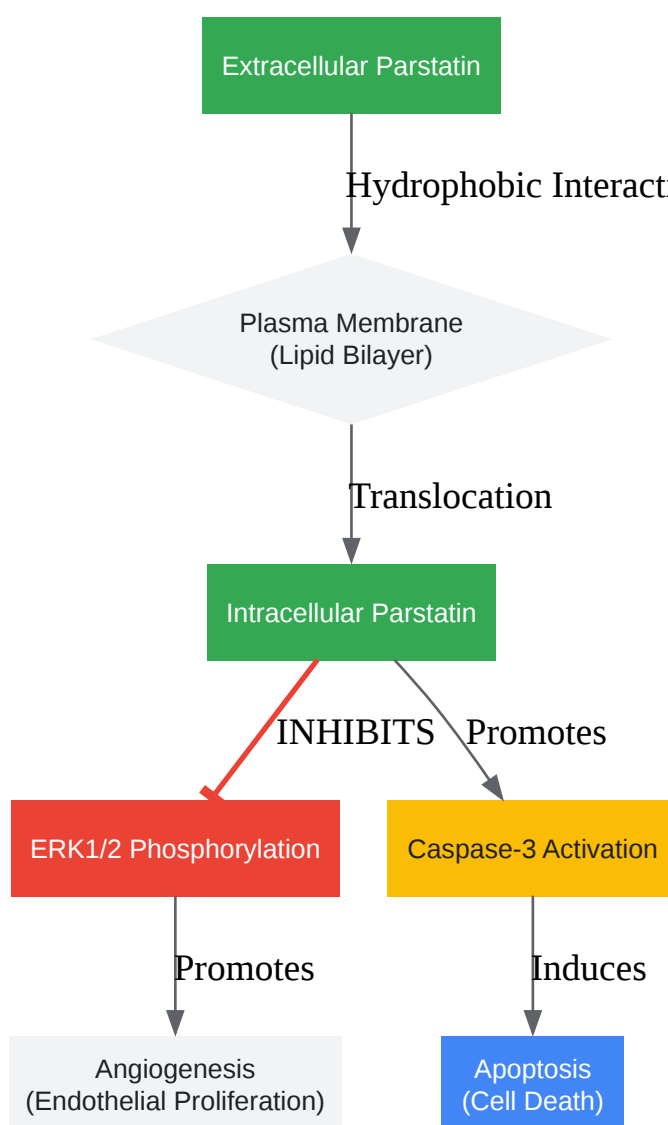 Extracellular Parstatin
Hydrophobic Interacti
Plasma Membrane
(Lipid Bilayer)
Translocation
Intracellular Parstatin
INHIBITS
Promotes
ERK1/2 Phosphorylation
Caspase-3 Activation
Promotes
Induces
Angiogenesis
(Endothelial Proliferation)
Apoptosis
(Cell Death)